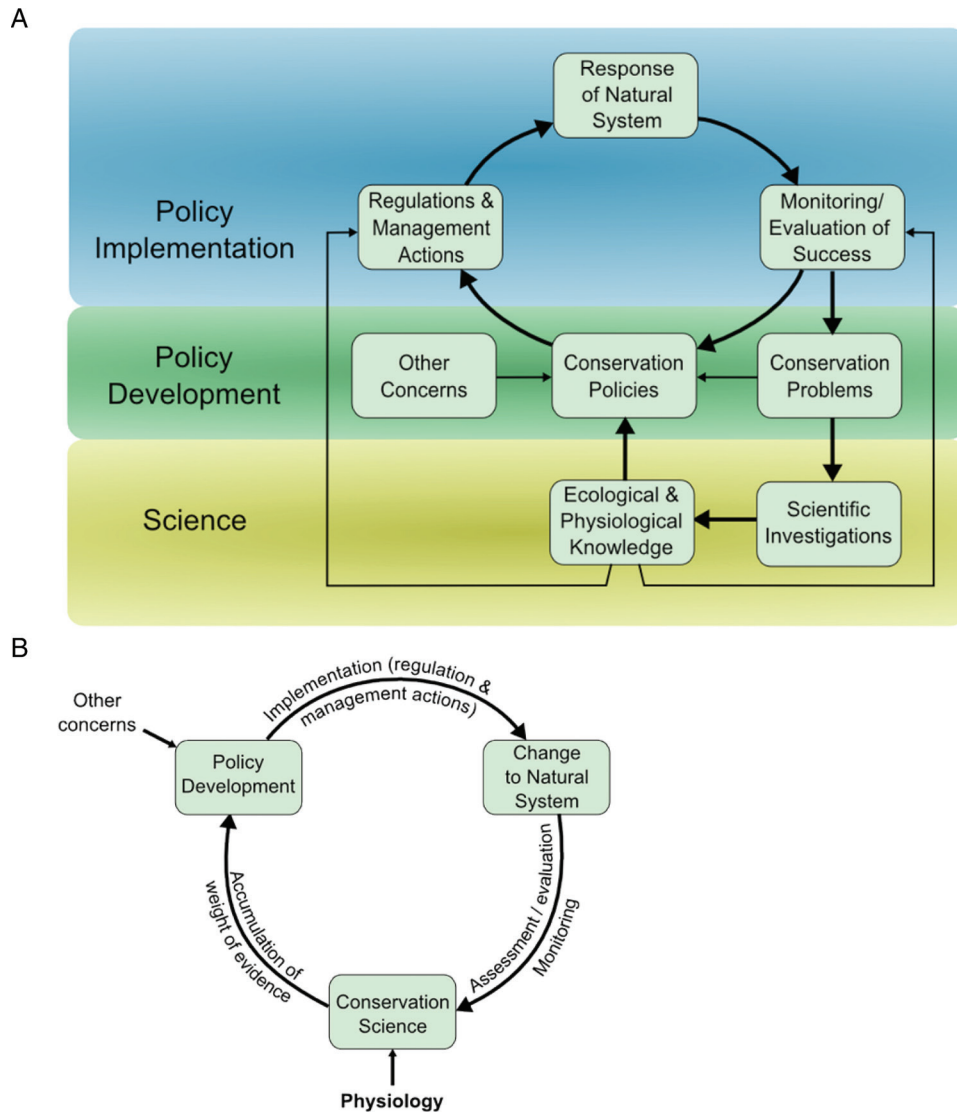 A
Response
of Natural
System
Policy
Implementation
Regulations &
Management
Actions
Monitoring/
Evaluation of
Success
Policy
Development
Other
Concerns
Conservation
Policies
Conservation
Problems
Science
Ecological &
Physiological
Knowledge
Scientific
Investigations
B
Other
concerns
Implementation (regulation &
management actions)
Policy
Development
Change
to Natural
System
Accumulation of
weight of evidence
Assessment / evaluation
Monitoring
Conservation
Science
Physiology